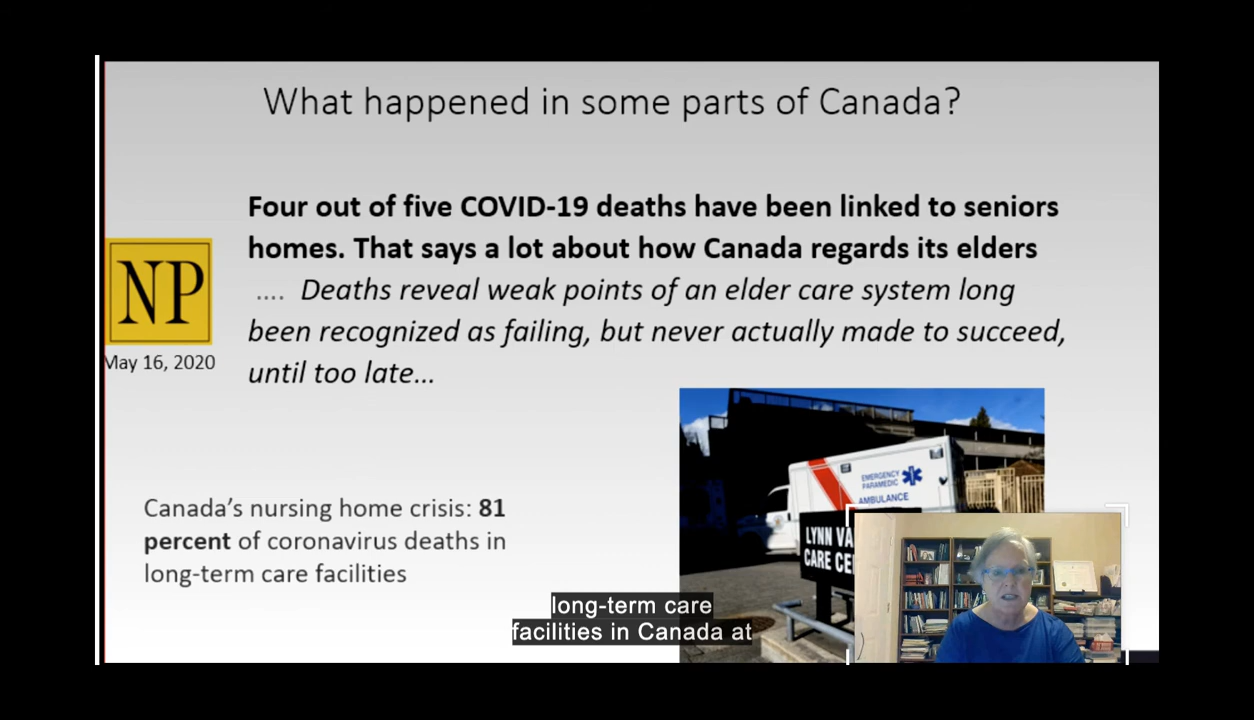 What happened in some parts of Canada?
Four out of five COVID-19 deaths have been linked to seniors
homes. That says a lot about how Canada regards its elders
.... Deaths reveal weak points of an elder care system long
been recognized as failing, but never actually made to succeed,
until too late...
NP
May 16, 2020
Canada's nursing home crisis: 81
percent of coronavirus deaths in
long-term care facilities
EMERGENCY
PARAMEDIC
AMBULANCE
LYNN VA
CARE CE
long-term care
facilities in Canada at